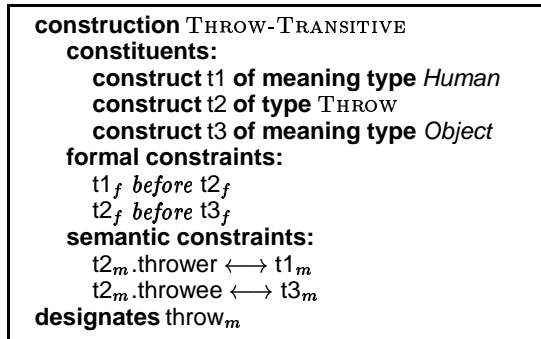 construction THROW-TRANSITIVE
constituents:
construct t1 of meaning type Human
construct t2 of type THROW
construct t3 of meaning type Object
formal constraints:
t1f before t2f
t2f before t3f
semantic constraints:
t2m.thrower ⟷ t1m
t2m.throwee ⟷ t3m
designates throwm